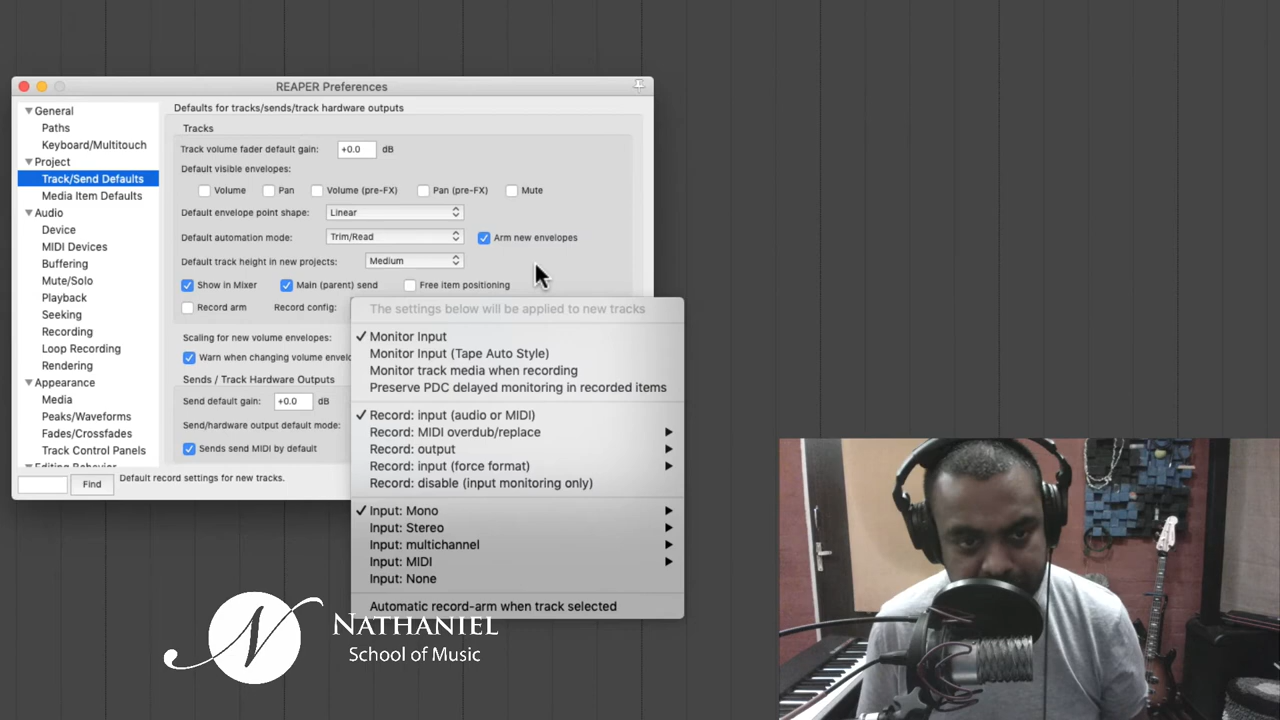 REAPER Preferences
General
Paths
Keyboard/Multitouch
Project
Track/Send Defaults
Media Item Defaults
Audio
Device
MIDI Devices
Buffering
Mute/Solo
Playback
Seeking
Recording
Loop Recording
Rendering
Appearance
Media
Peaks/Waveforms
Fades/Crossfades
Track Control Panels
Editing Behavior
Find
Defaults for tracks/sends/track hardware outputs
Tracks
Track volume fader default gain: +0.0 dB
Default visible envelopes:
Volume Pan Volume (pre-FX) Pan (pre-FX) Mute
Default envelope point shape: Linear
Default automation mode: Trim/Read Arm new envelopes
Default track height in new projects: Medium
Show in Mixer Main (parent) send Free item positioning
Record arm Record config:
Scaling for new volume envelopes:
Warn when changing volume
Sends / Track Hardware Outputs
Send default gain: +0.0 dB
Send/hardware output default mode:
Sends send MIDI by default
Default record settings for new tracks.
The settings below will be applied to new tracks
Monitor Input
Monitor Input (Tape Auto Style)
Monitor track media when recording
Preserve PDC delayed monitoring in recorded items
Record: input (audio or MIDI)
Record: MIDI overdub/replace
Record: output
Record: input (force format)
Record: disable (input monitoring only)
Input: Mono
Input: Stereo
Input: multichannel
Input: MIDI
Input: None
Automatic record-arm when track selected
N NATHANIEL
School of Music